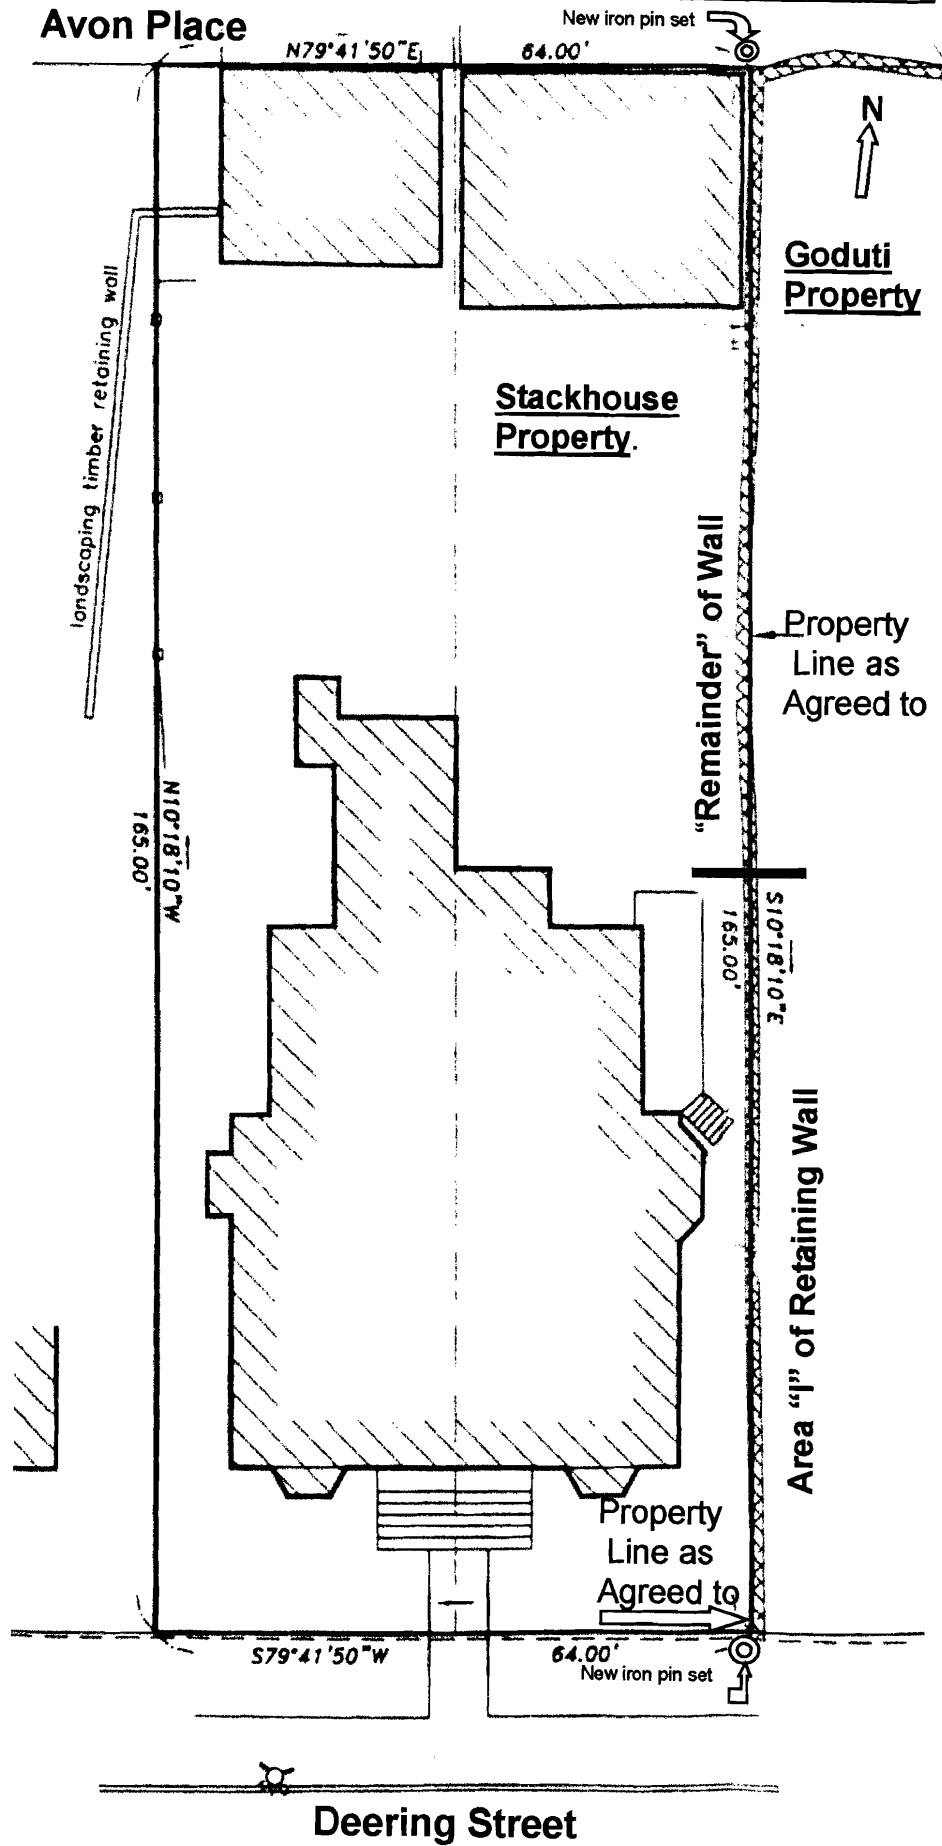 Avon Place
New iron pin set
N79°41'50"E
64.00'
N
Goduti
Property
landscaping timber retaining wall
Stackhouse
Property.
"Remainder" of Wall
Property
Line as
Agreed to
N10°18'10"W
165.00'
S10°18'10"E
165.00'
Area "I" of Retaining Wall
Property
Line as
Agreed to
S79°41'50"W
64.00'
New iron pin set
Deering Street